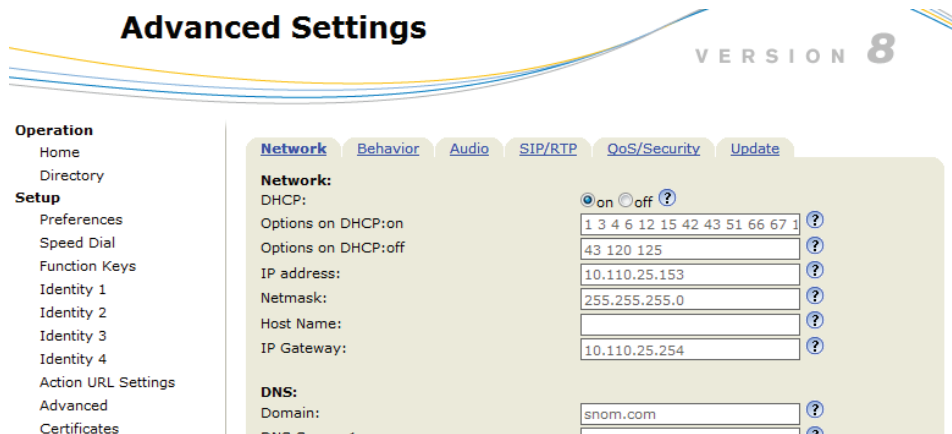 Advanced Settings
VERSION 8
Operation
Home
Directory
Setup
Preferences
Speed Dial
Function Keys
Identity 1
Identity 2
Identity 3
Identity 4
Action URL Settings
Advanced
Certificates
Network Behavior Audio SIP/RTP QoS/Security Update
Network:
DHCP: on off ?
Options on DHCP:on 1 3 4 6 12 15 42 43 51 66 67 1 ?
Options on DHCP:off 43 120 125 ?
IP address: 10.110.25.153 ?
Netmask: 255.255.255.0 ?
Host Name: ?
IP Gateway: 10.110.25.254 ?
DNS:
Domain: snom.com ?